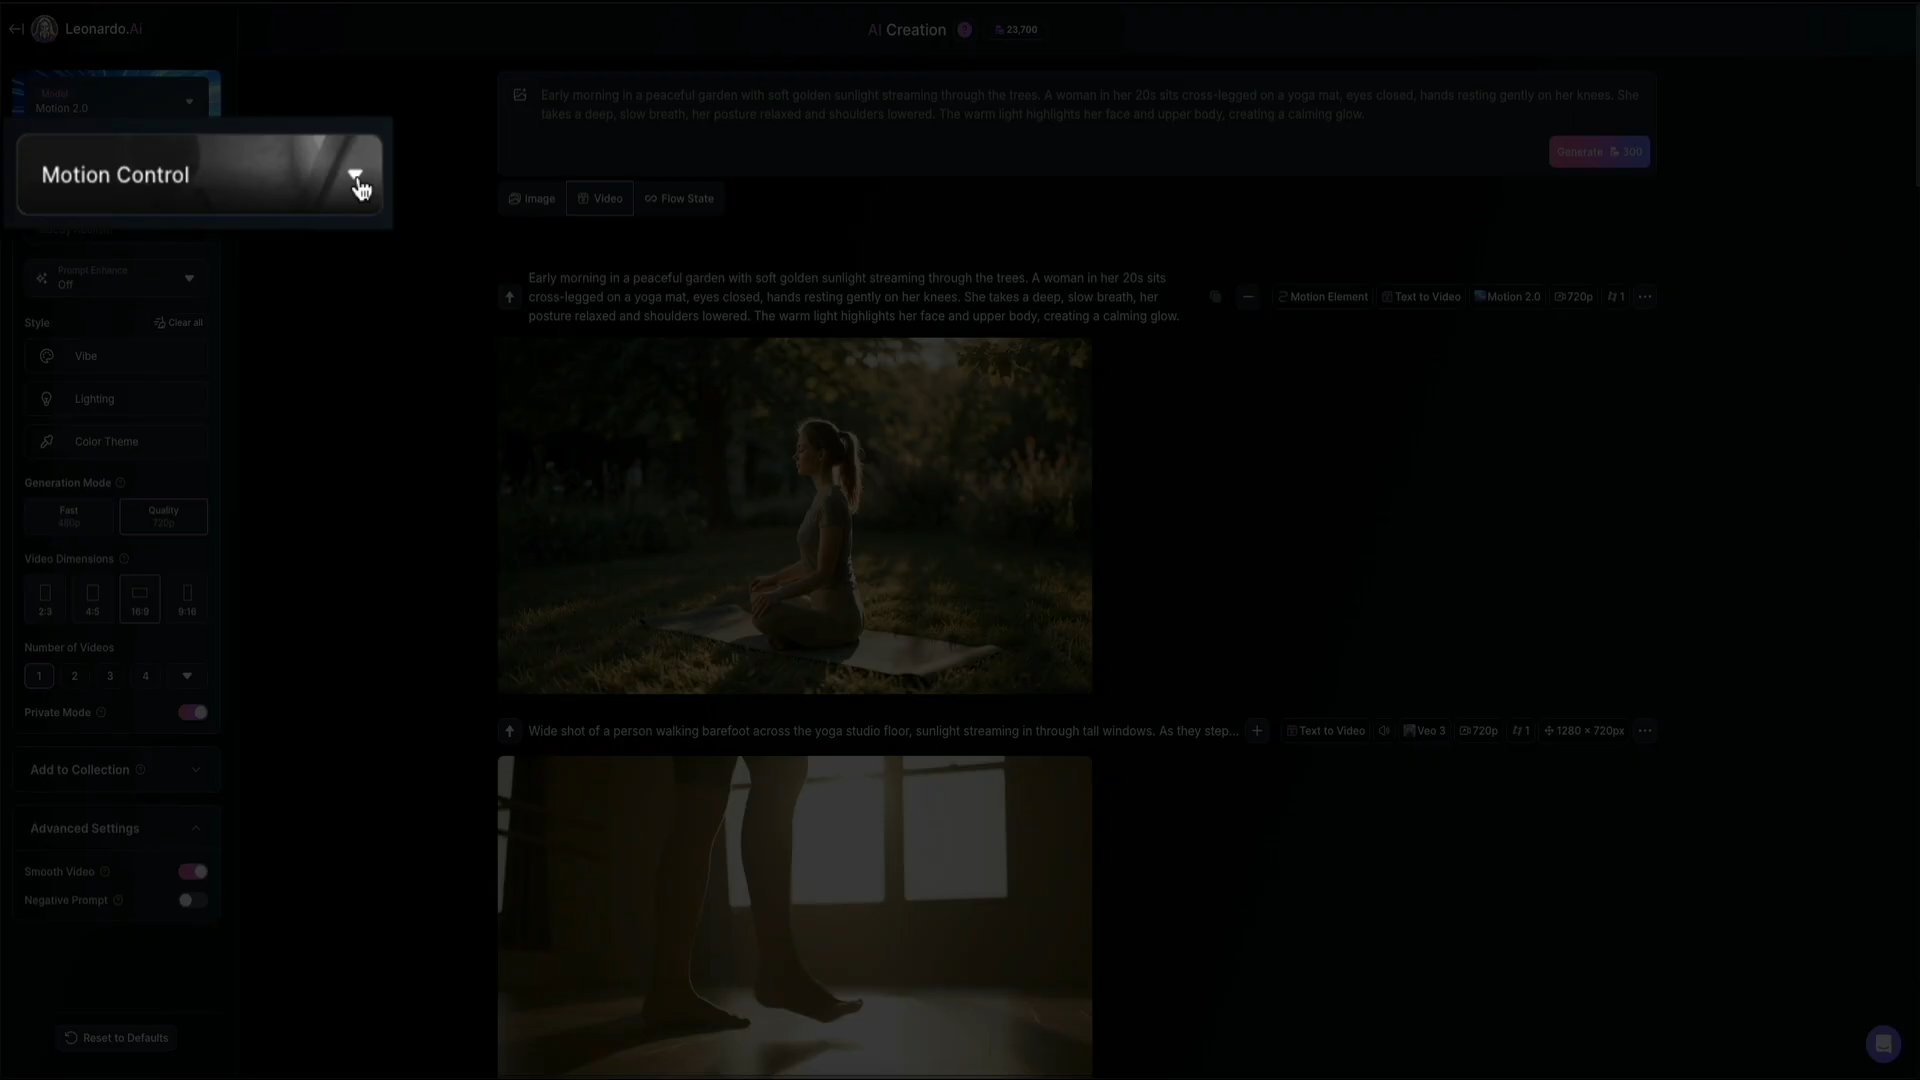 Leonardo.Ai
AI Creation
23,700
Model
Motion 2.0
Motion Control
Prompt Enhance
Off
Style
Clear all
Vibe
Lighting
Color Theme
Generation Mode
Fast
480p
Quality
720p
Video Dimensions
2:3
4:5
16:9
9:16
Number of Videos
1
2
3
4
Private Mode
Add to Collection
Advanced Settings
Smooth Video
Negative Prompt
Reset to Defaults
Early morning in a peaceful garden with soft golden sunlight streaming through the trees. A woman in her 20s sits cross-legged on a yoga mat, eyes closed, hands resting gently on her knees. She
takes a deep, slow breath, her posture relaxed and shoulders lowered. The warm light highlights her face and upper body, creating a calming glow.
Generate 300
Image
Video
Flow State
Early morning in a peaceful garden with soft golden sunlight streaming through the trees. A woman in her 20s sits
cross-legged on a yoga mat, eyes closed, hands resting gently on her knees. She takes a deep, slow breath, her
posture relaxed and shoulders lowered. The warm light highlights her face and upper body, creating a calming glow.
Motion Element
Text to Video
Motion 2.0
720p
1
Wide shot of a person walking barefoot across the yoga studio floor, sunlight streaming in through tall windows. As they step...
Text to Video
Veo 3
720p
1
1280 × 720px